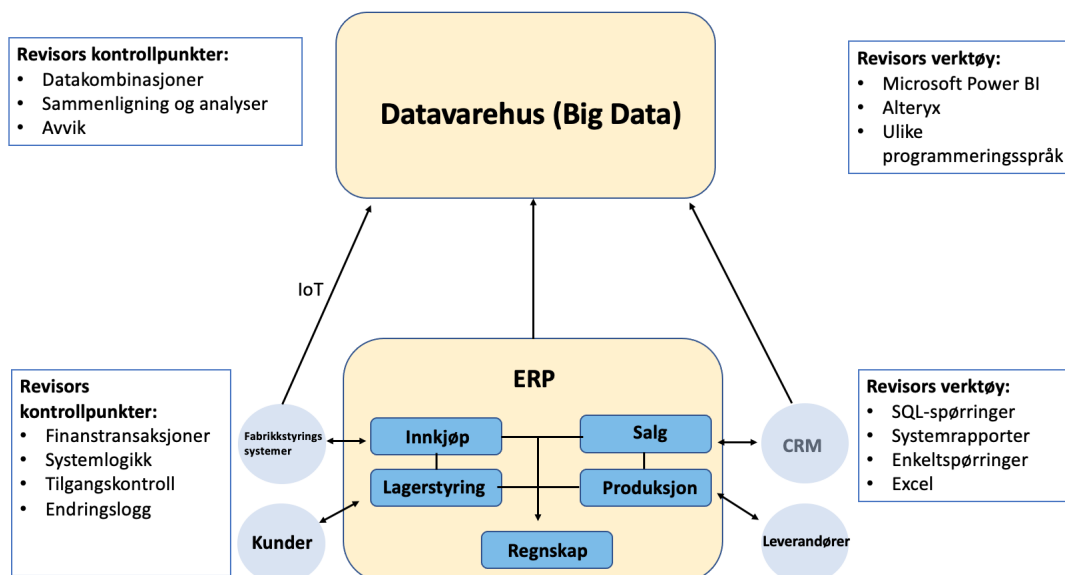 Revisors kontrollpunkter:
• Datakombinasjoner
• Sammenligning og analyser
• Avvik
Datavarehus (Big Data)
Revisors verktøy:
• Microsoft Power BI
• Alteryx
• Ulike
programmeringsspråk
IoT
Revisors
kontrollpunkter:
• Finanstransaksjoner
• Systemlogikk
• Tilgangskontroll
• Endringslogg
Fabrikkstyrings
systemer
Kunder
ERP
Innkjøp
Salg
Lagerstyring
Produksjon
Regnskap
CRM
Leverandører
Revisors verktøy:
• SQL-spørringer
• Systemrapporter
• Enkeltspørringer
• Excel